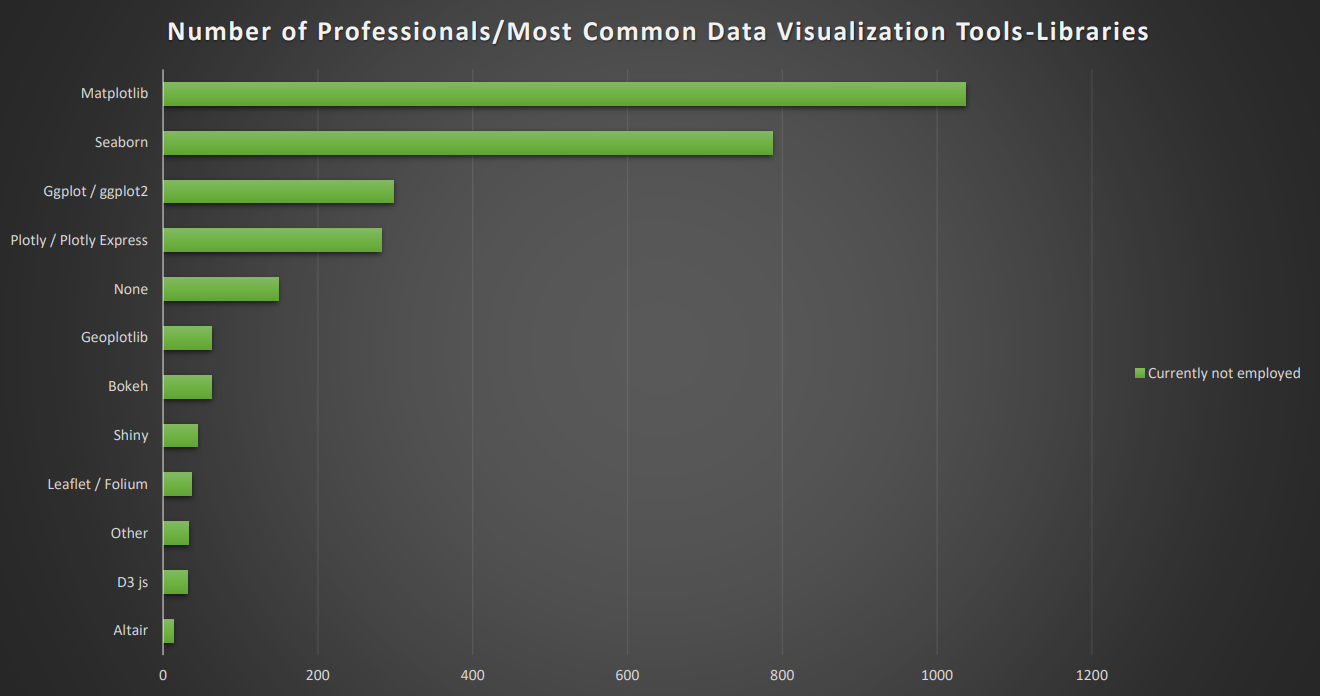 Number of Professionals/Most Common Data Visualization Tools-Libraries
Matplotlib
Seaborn
Ggplot / ggplot2
Plotly / Plotly Express
None
Geoplotlib
Bokeh
Shiny
Leaflet / Folium
Other
D3 js
Altair
0 200 400 600 800 1000 1200
Currently not employed